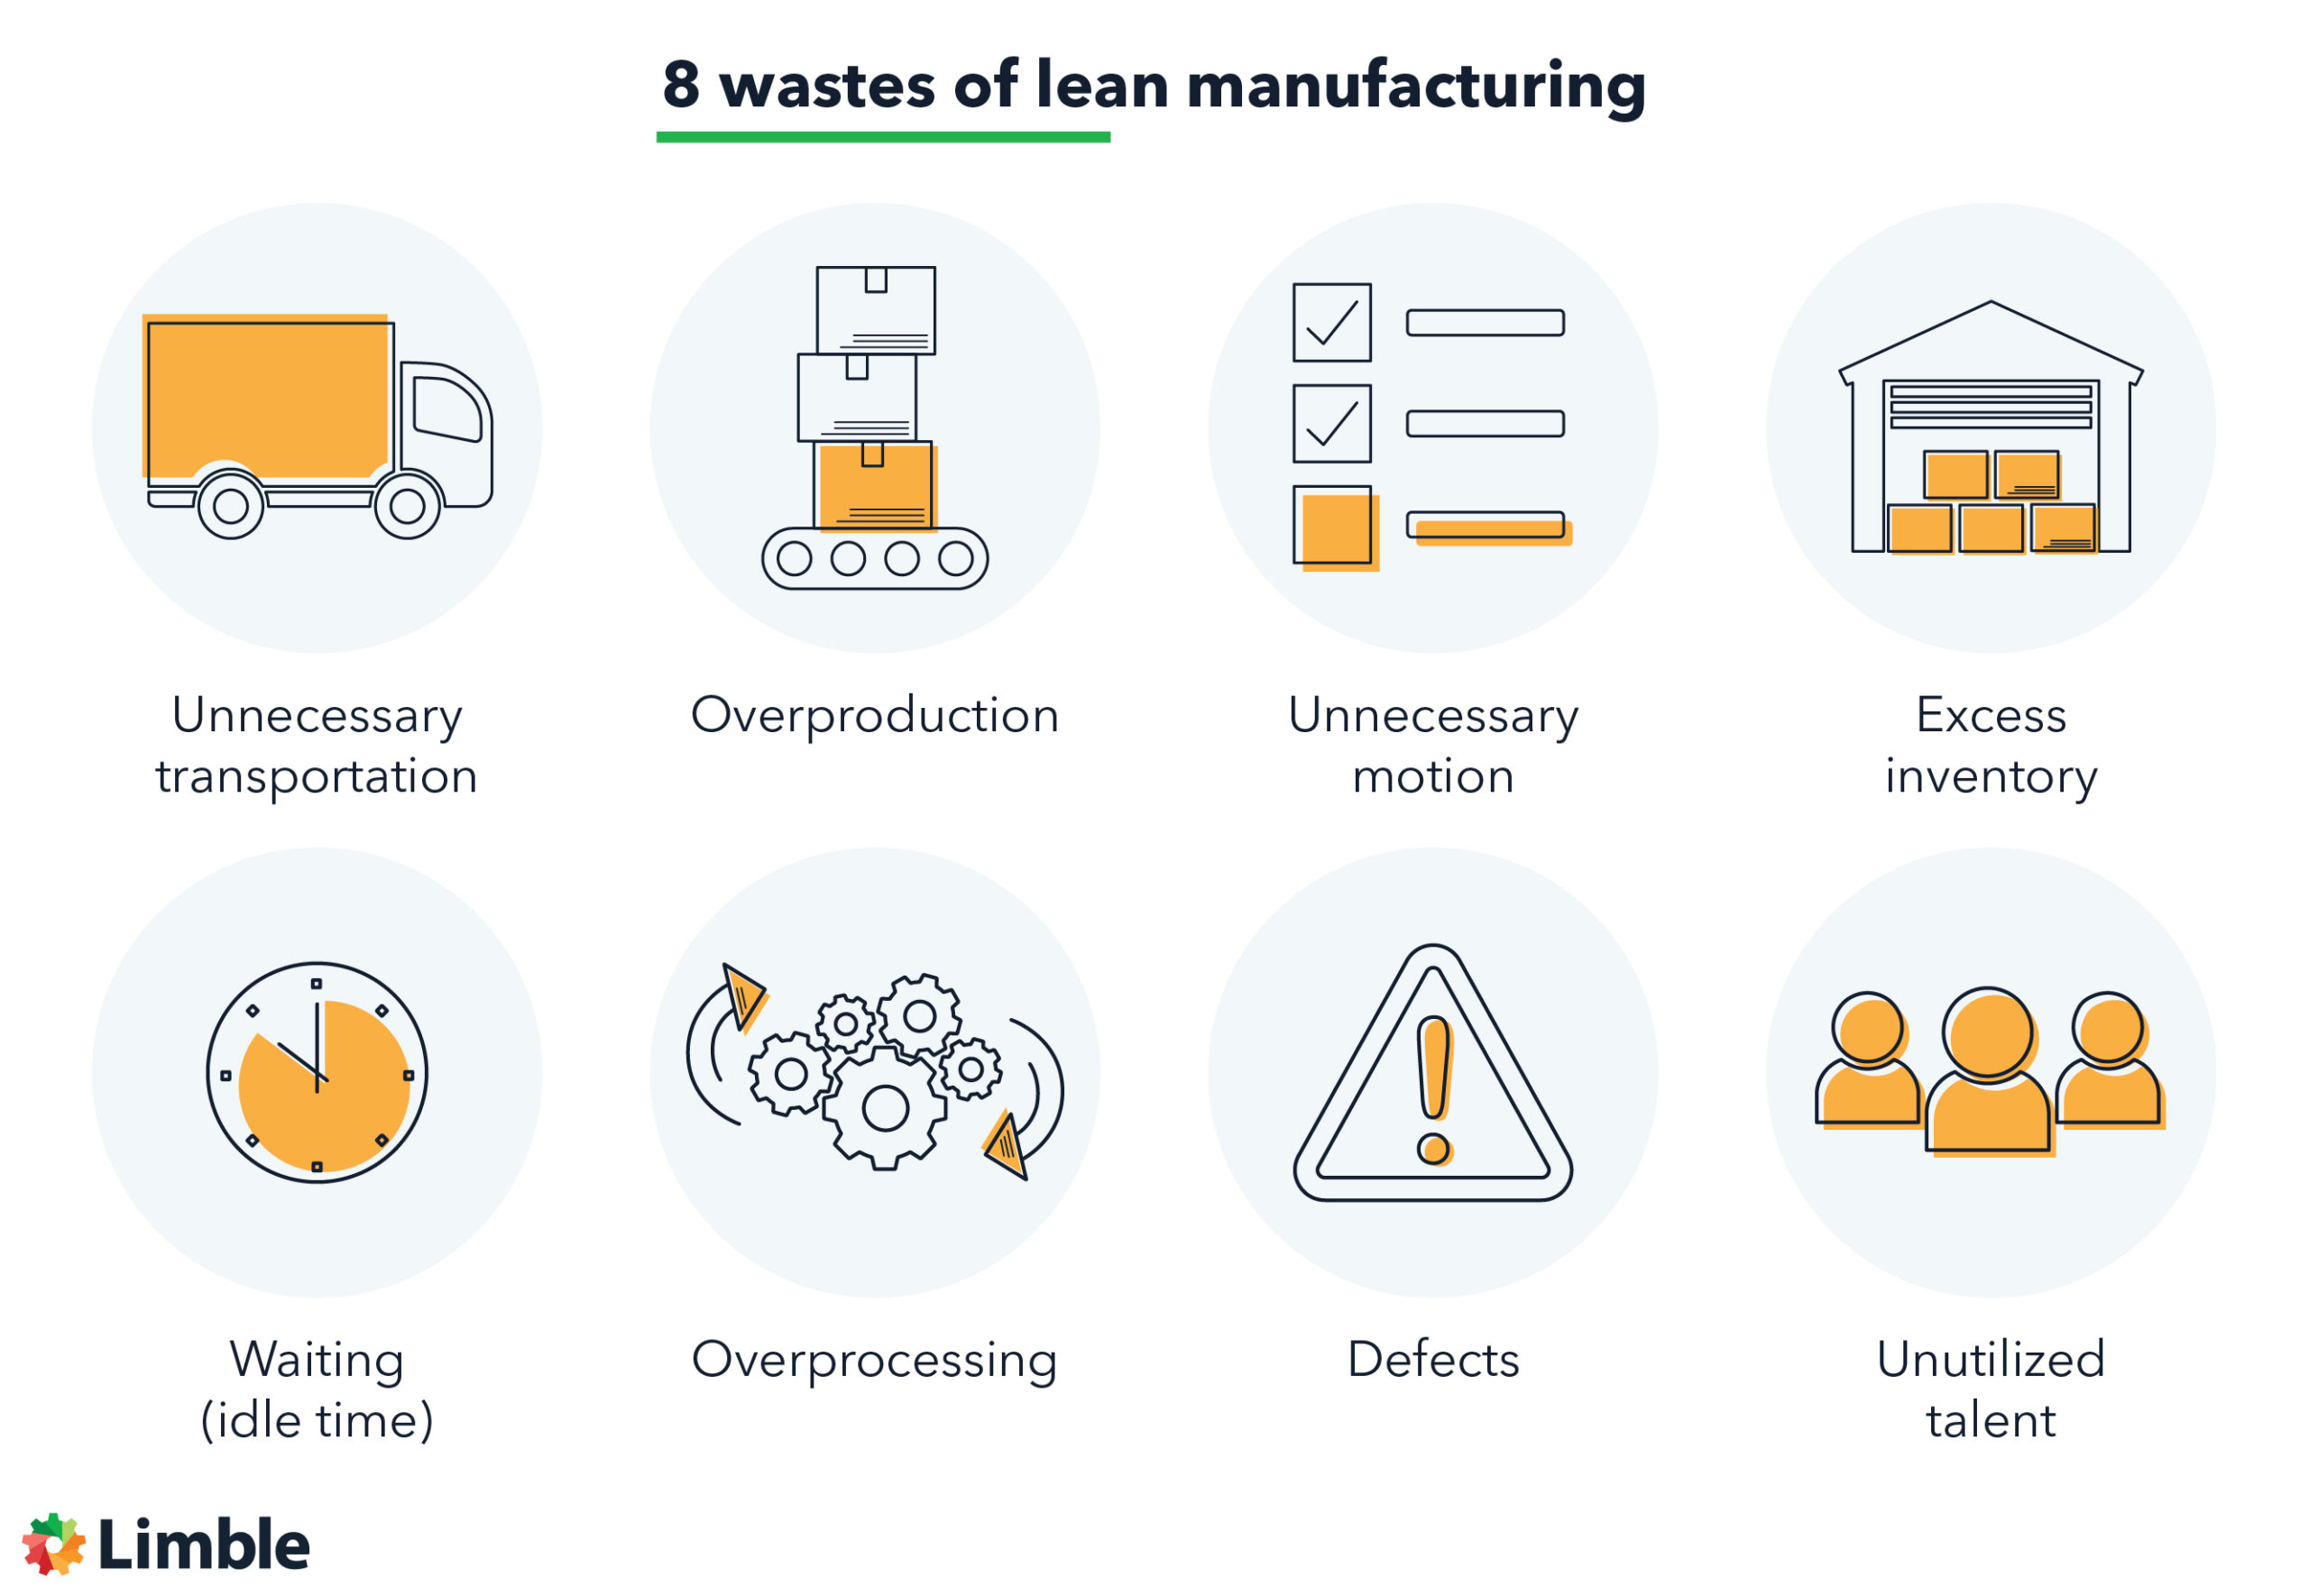 8 wastes of lean manufacturing
Unnecessary
transportation
Overproduction
Unnecessary
motion
Excess
inventory
Waiting
(idle time)
Overprocessing
Defects
Unutilized
talent
Limble